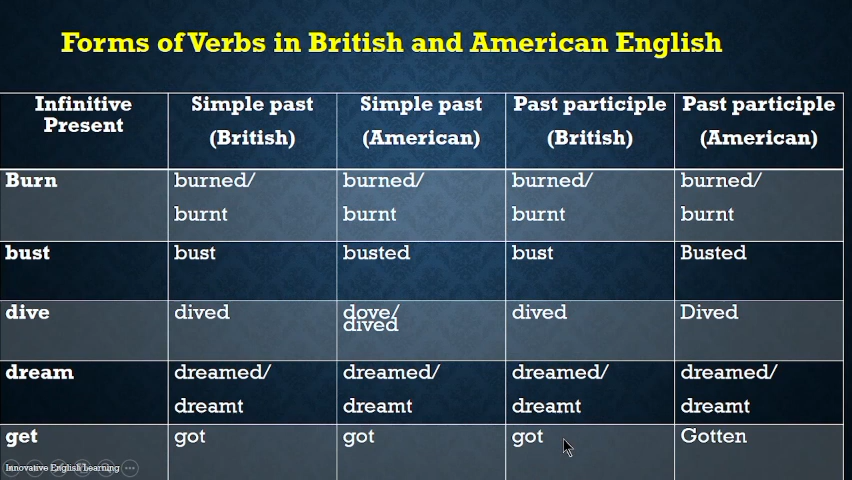 Forms of Verbs in British and American English
Infinitive Present
Simple past (British)
Simple past (American)
Past participle (British)
Past participle (American)
Burn
burned/
burnt
burned/
burnt
burned/
burnt
burned/
burnt
bust
bust
busted
bust
Busted
dive
dived
dove/
dived
dived
Dived
dream
dreamed/
dreamt
dreamed/
dreamt
dreamed/
dreamt
dreamed/
dreamt
get
got
got
got
Gotten
Innovative English Learning